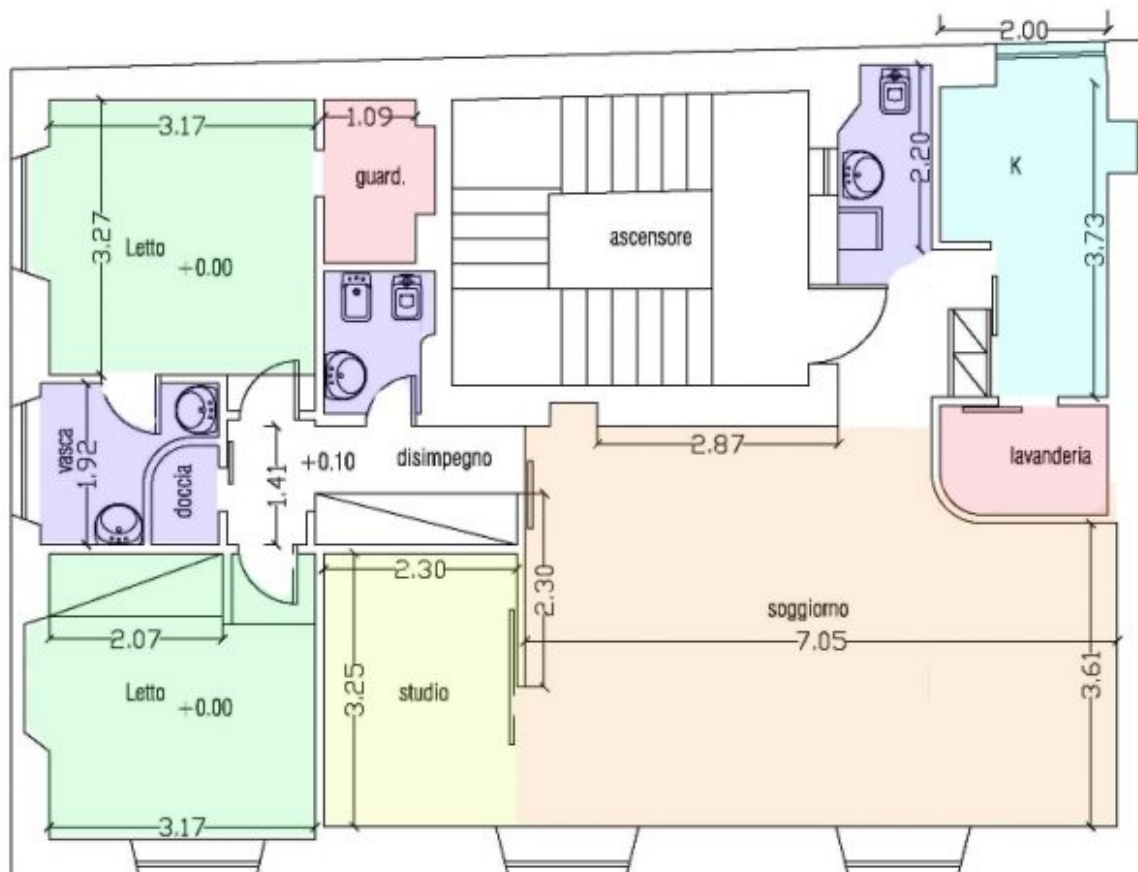 2.00
3.17
1.09
guard.
2.20
K
3.27
Letto
+0.00
ascensore
3.73
vasca
1.92
doccia
1.41
+0.10
disimpegno
2.87
lavanderia
2.30
2.30
soggiorno
7.05
2.07
3.25
3.61
Letto
+0.00
studio
3.17